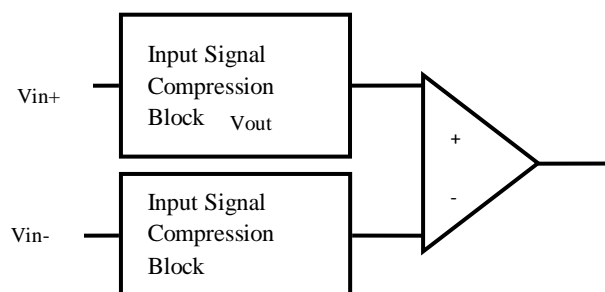 Input Signal
Compression
Block
Vout
Vin+
+
-
Input Signal
Compression
Block
Vin-